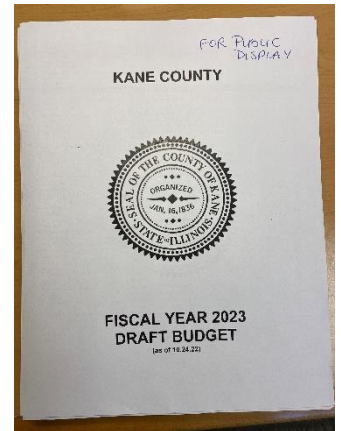 FOR PUBLIC
DISPLAY
KANE COUNTY
SEAL OF THE COUNTY OF KANE
ORGANIZED
JAN. 16, 1836
STATE OF ILLINOIS
FISCAL YEAR 2023
DRAFT BUDGET
(as of 10.24.22)